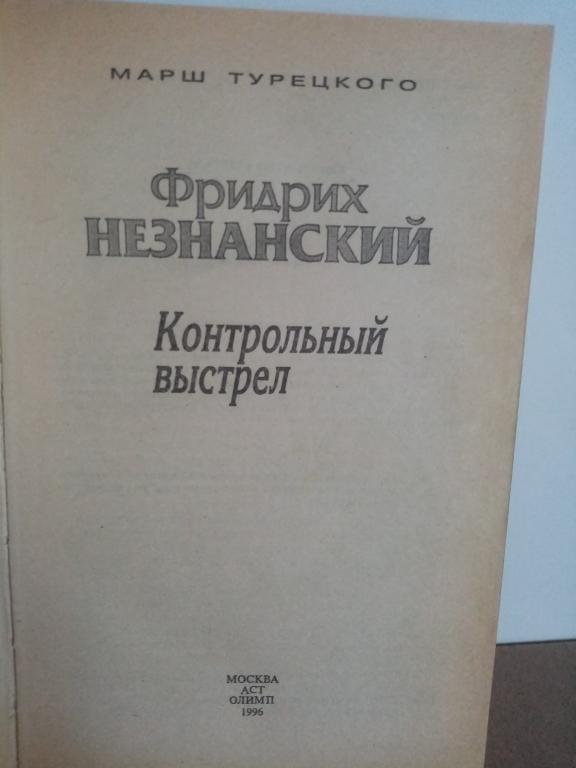 МАРШ ТУРЕЦКОГО
Фридрих
НЕЗНАНСКИЙ
Контрольный
выстрел
МОСКВА
АСТ
ОЛИМП
1996